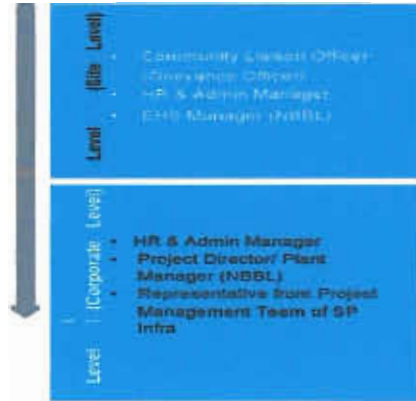 Level (Site Level)
• Community Liaison Officer
(Grievance Officer)
• HR & Admin Manager
• EHS Manager (NBBL)
Level (Corporate Level)
• HR & Admin Manager
• Project Director/ Plant
Manager (NBBL)
• Representative from Project
Management Team of SP
Infra